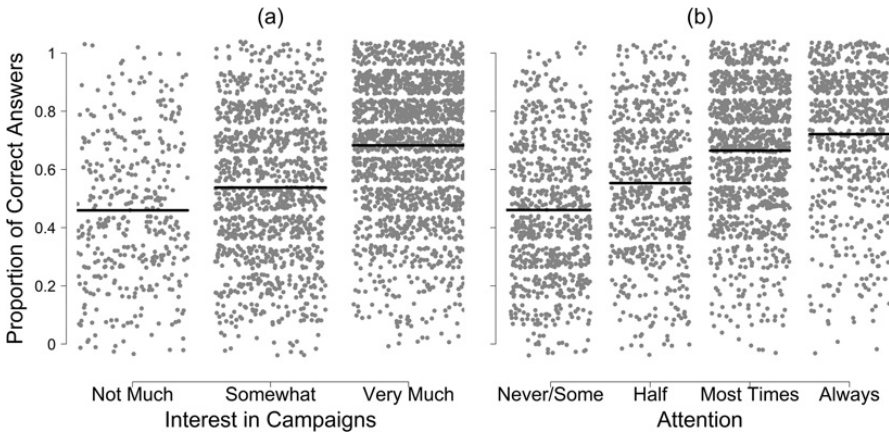 (a) (b)
Proportion of Correct Answers
1
0.8
0.6
0.4
0.2
0
Not Much Somewhat Very Much
Interest in Campaigns
Never/Some Half Most Times Always
Attention